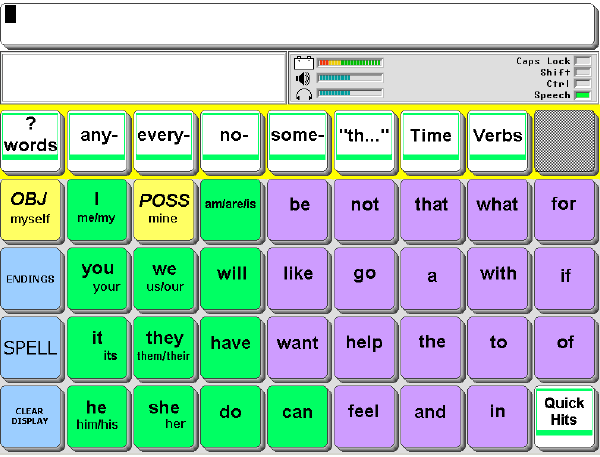 Caps Lock
Shift
Ctrl
Speech
? words
any-
every-
no-
some-
"th..."
Time
Verbs
OBJ
myself
I
me/my
POSS
mine
am/are/is
be
not
that
what
for
ENDINGS
you
your
we
us/our
will
like
go
a
with
if
SPELL
it
its
they
them/their
have
want
help
the
to
of
CLEAR
DISPLAY
he
him/his
she
her
do
can
feel
and
in
Quick
Hits